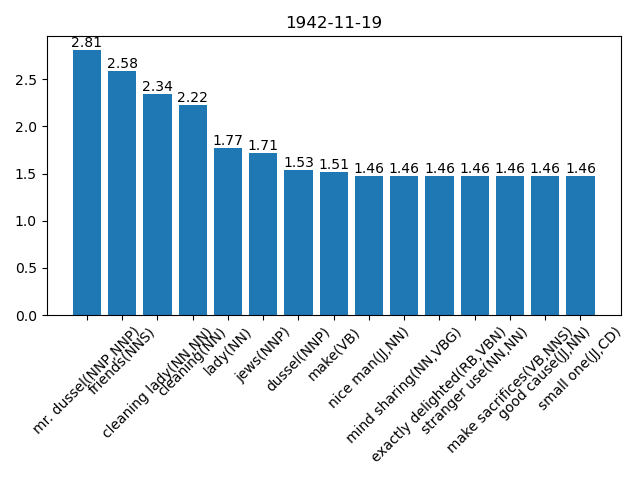 1942-11-19
2.81
2.58
2.34
2.22
1.77
1.71
1.53
1.51
1.46
1.46
1.46
1.46
1.46
1.46
1.46
2.5
2.0
1.5
1.0
0.5
0.0
mr. dussel(NNP,NNP)
friends(NNS)
cleaning lady(NN,NN)
cleaning(NN)
lady(NN)
jews(NNP)
dussel(NNP)
make(VB)
nice man(JJ,NN)
mind sharing(NN,VBG)
exactly delighted(RB,VBN)
stranger use(NN,NN)
make sacrifices(VB,NNS)
good cause(JJ,NN)
small one(JJ,CD)